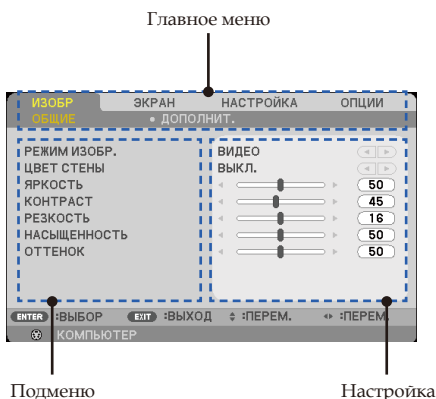 Главное меню
ИЗОБР ЭКРАН НАСТРОЙКА ОПЦИИ
ОБЩИЕ • ДОПОЛНИТ.
РЕЖИМ ИЗОБР. ВИДЕО
ЦВЕТ СТЕНЫ ВЫКЛ.
ЯРКОСТЬ 50
КОНТРАСТ 45
РЕЗКОСТЬ 16
НАСЫЩЕННОСТЬ 50
ОТТЕНОК 50
ENTER :ВЫБОР EXIT :ВЫХОД :ПЕРЕМ. :ПЕРЕМ.
КОМПЬЮТЕР
Подменю Настройка